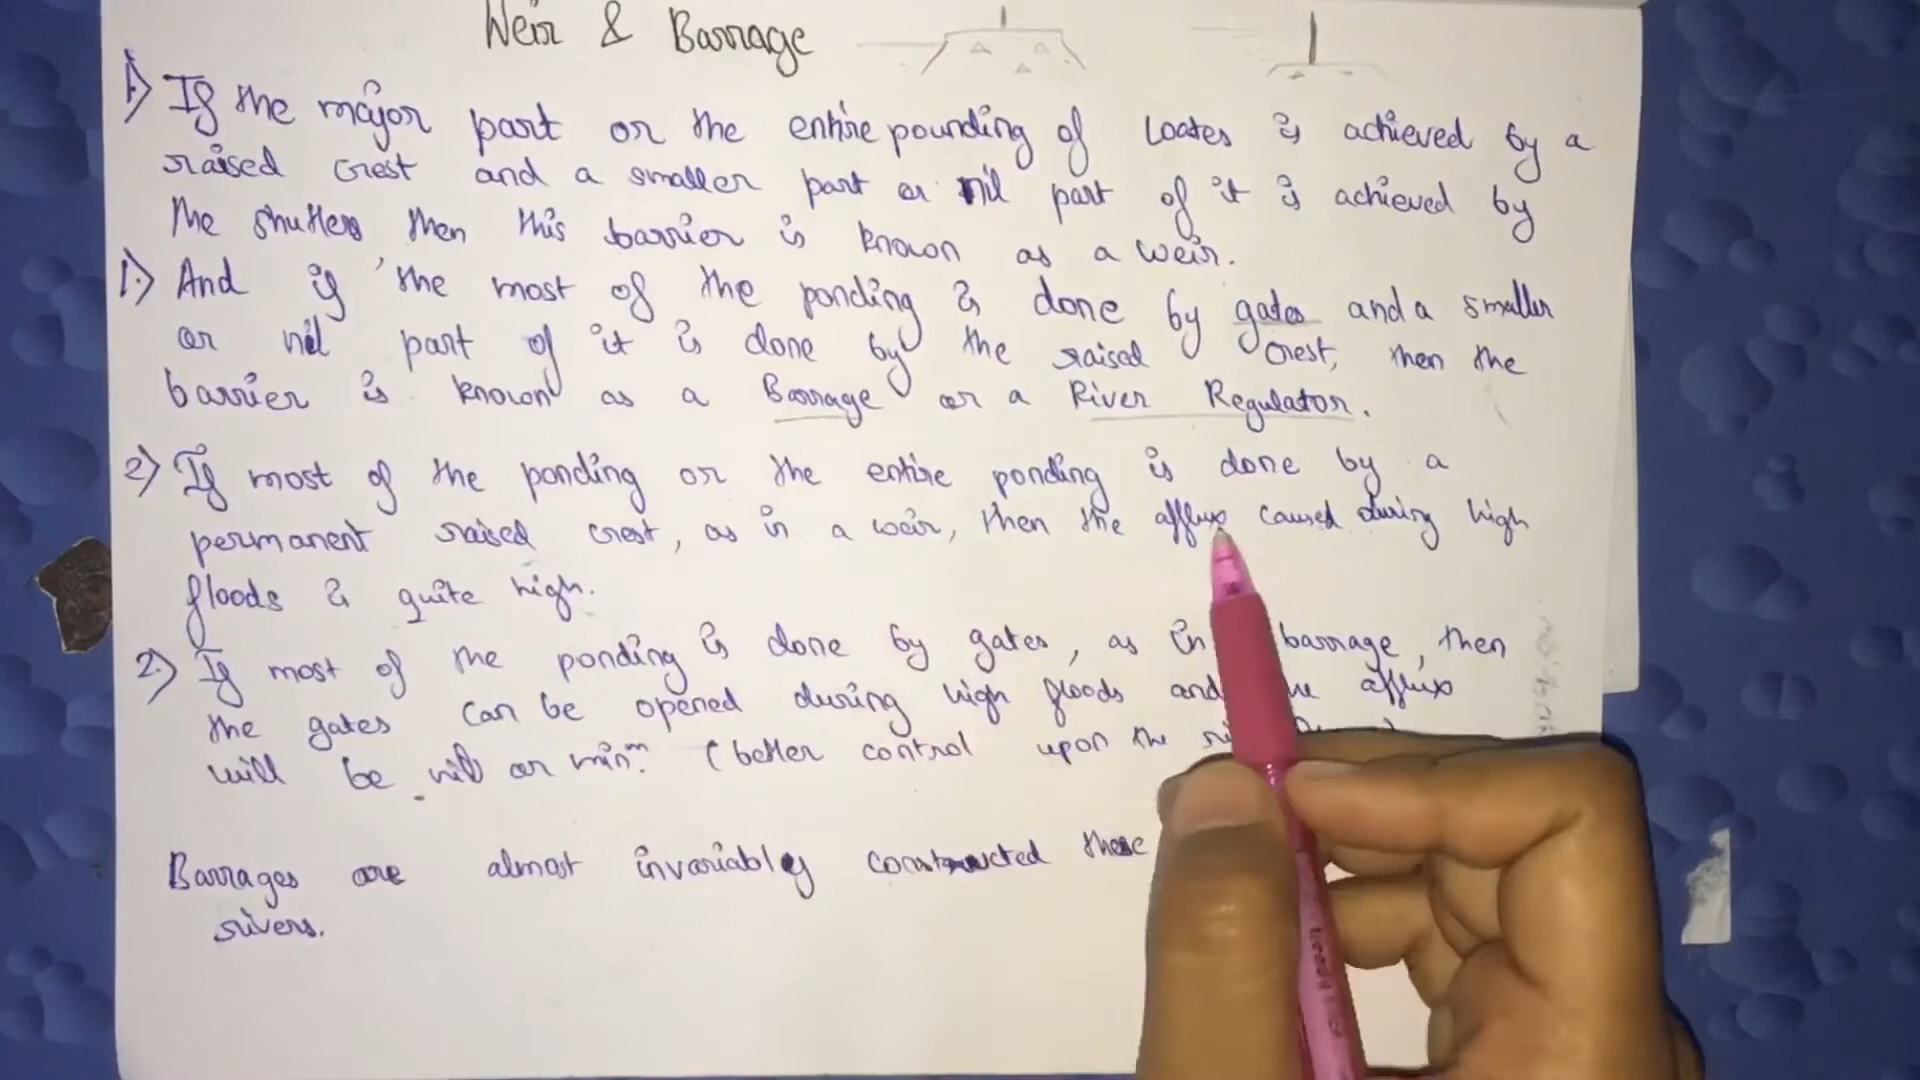 Weir & Barrage
1) If the major part or the entire pounding of water is achieved by a
raised crest and a smaller part or nil part of it is achieved by
the shutters then this barrier is known as a weir.
1.) And if, the most of the ponding is done by gates and a smaller
or nil part of it is done by the raised crest, then the
barrier is known as a Barrage or a River Regulator.
2) If most of the ponding or the entire ponding is done by a
permanent raised crest, as in a weir, then the afflux caused during high
floods is quite high.
2.) If most of the ponding is done by gates, as in barrage, then
the gates can be opened during high floods and afflux
will be nil or minm. (better control upon the
Barrages are almost invariably constructed these
rivers.